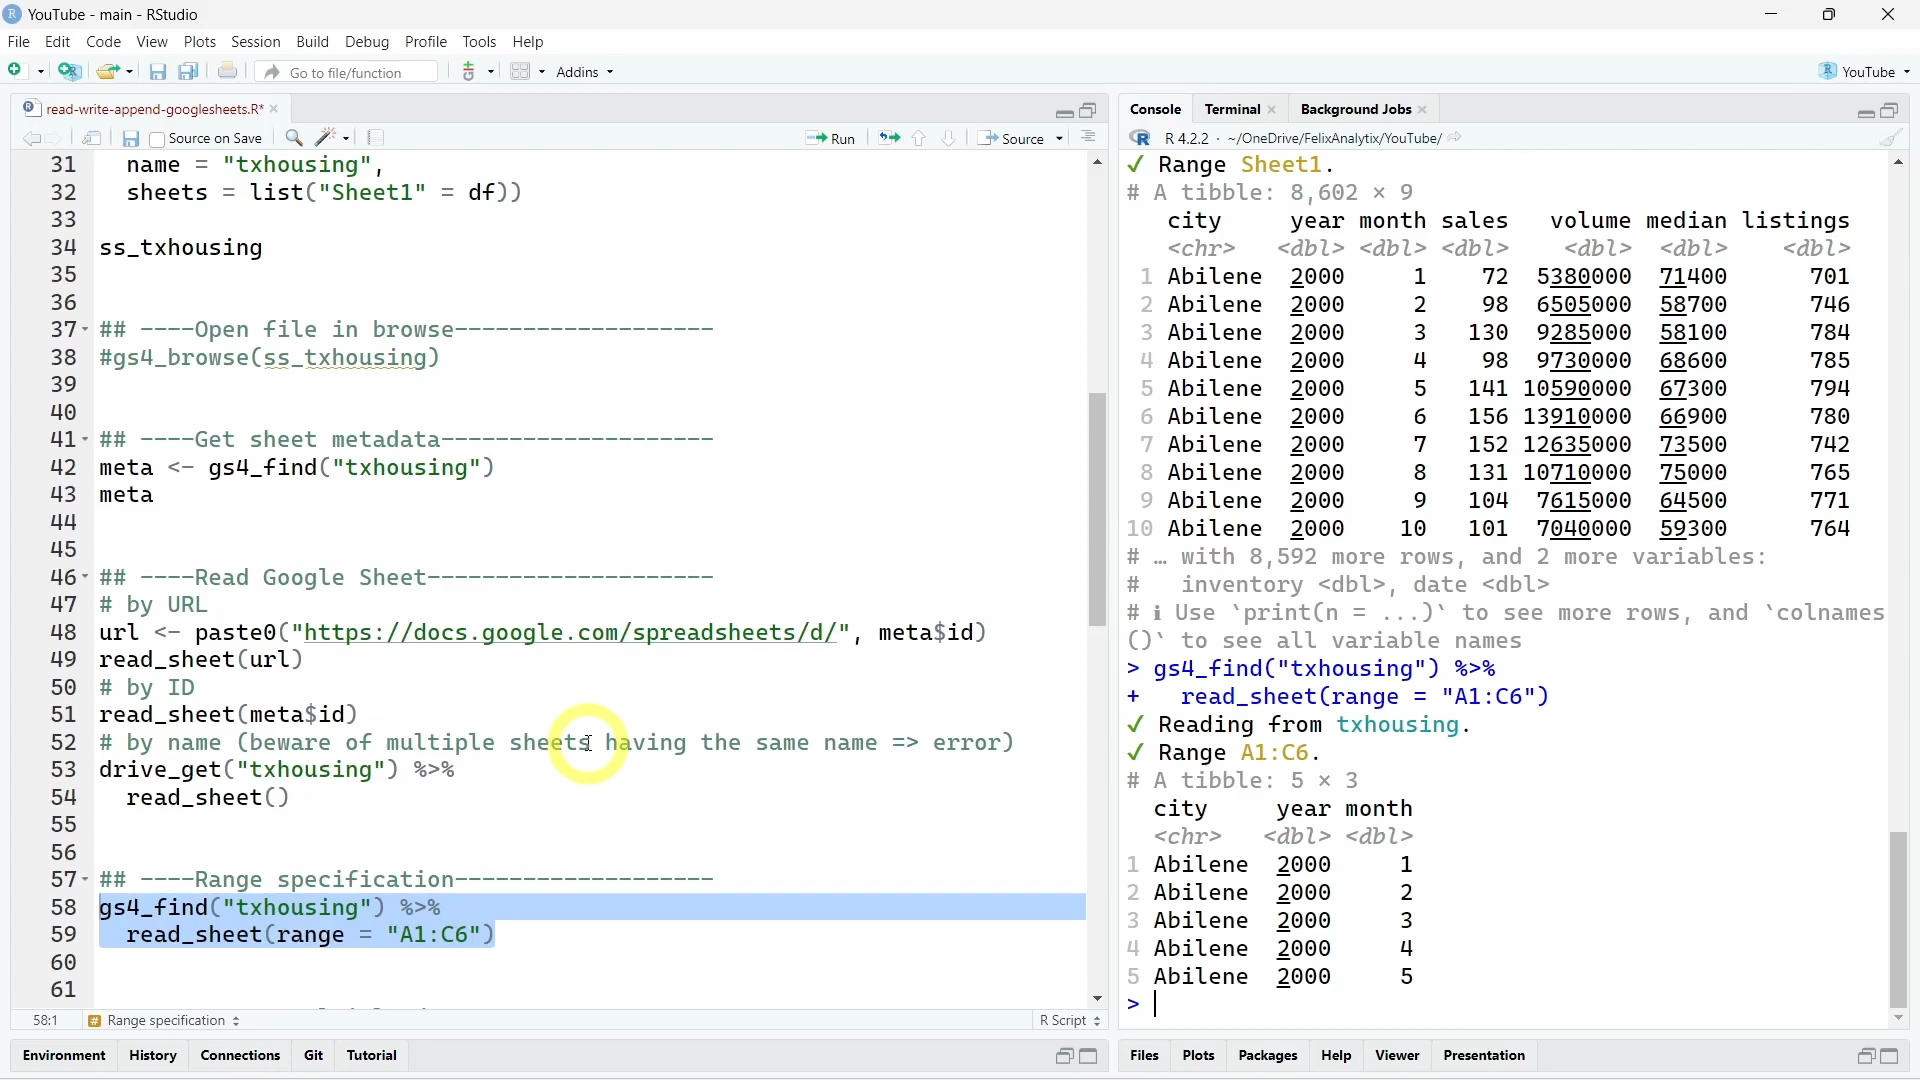 YouTube - main - RStudio
File Edit Code View Plots Session Build Debug Profile Tools Help
Go to file/function Addins YouTube
read-write-append-googlesheets.R*
Source on Save Run Source
31 name = "txhousing",
32 sheets = list("Sheet1" = df))
33
34 ss_txhousing
35
36
37 ## ----Open file in browse-------------------
38 #gs4_browse(ss_txhousing)
39
40
41 ## ----Get sheet metadata--------------------
42 meta <- gs4_find("txhousing")
43 meta
44
45
46 ## ----Read Google Sheet---------------------
47 # by URL
48 url <- paste0("https://docs.google.com/spreadsheets/d/", meta$id)
49 read_sheet(url)
50 # by ID
51 read_sheet(meta$id)
52 # by name (beware of multiple sheets having the same name => error)
53 drive_get("txhousing") %>%
54 read_sheet()
55
56
57 ## ----Range specification-------------------
58 gs4_find("txhousing") %>%
59 read_sheet(range = "A1:C6")
60
61
58:1 Range specification R Script
Environment History Connections Git Tutorial
Console Terminal Background Jobs
R 4.2.2 · ~/OneDrive/FelixAnalytix/YouTube/
✓ Range Sheet1.
# A tibble: 8,602 × 9
city year month sales volume median listings
<chr> <dbl> <dbl> <dbl> <dbl> <dbl> <dbl>
1 Abilene 2000 1 72 5380000 71400 701
2 Abilene 2000 2 98 6505000 58700 746
3 Abilene 2000 3 130 9285000 58100 784
4 Abilene 2000 4 98 9730000 68600 785
5 Abilene 2000 5 141 10590000 67300 794
6 Abilene 2000 6 156 13910000 66900 780
7 Abilene 2000 7 152 12635000 73500 742
8 Abilene 2000 8 131 10710000 75000 765
9 Abilene 2000 9 104 7615000 64500 771
10 Abilene 2000 10 101 7040000 59300 764
# … with 8,592 more rows, and 2 more variables:
# inventory <dbl>, date <dbl>
# ℹ Use `print(n = ...)` to see more rows, and `colnames
()` to see all variable names
> gs4_find("txhousing") %>%
+ read_sheet(range = "A1:C6")
✓ Reading from txhousing.
✓ Range A1:C6.
# A tibble: 5 × 3
city year month
<chr> <dbl> <dbl>
1 Abilene 2000 1
2 Abilene 2000 2
3 Abilene 2000 3
4 Abilene 2000 4
5 Abilene 2000 5
>
Files Plots Packages Help Viewer Presentation